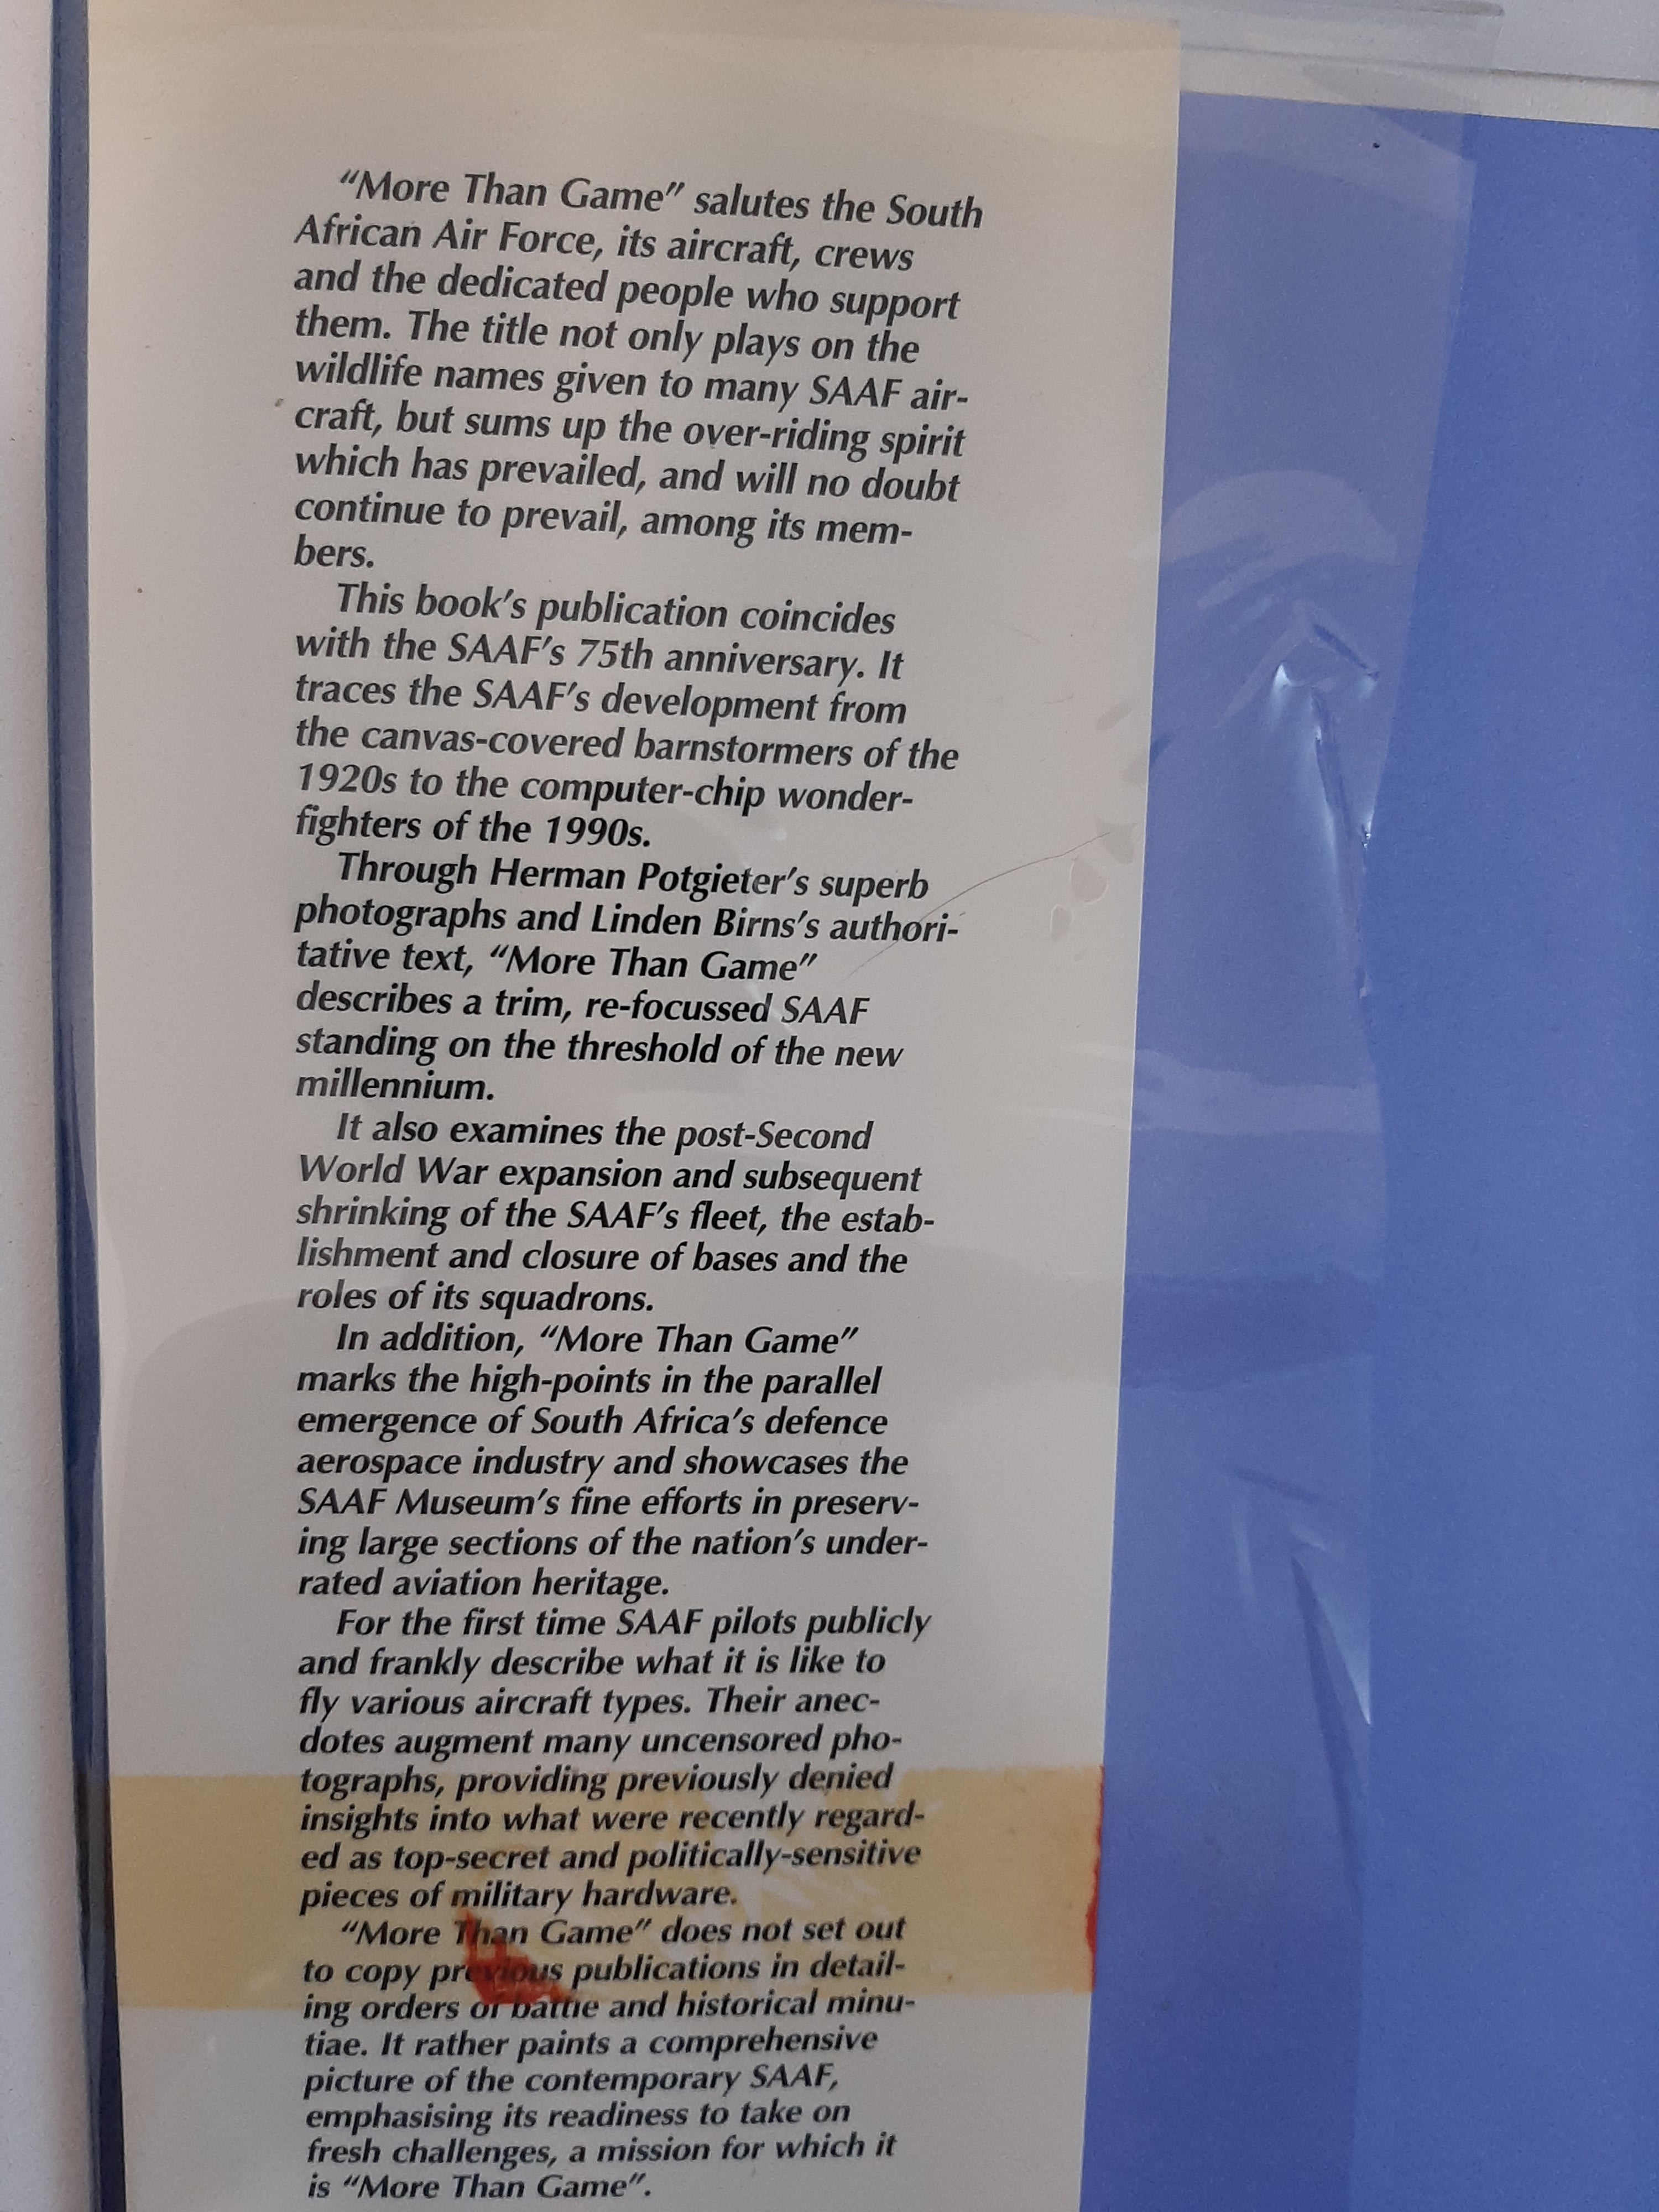 “More Than Game” salutes the South
African Air Force, its aircraft, crews
and the dedicated people who support
them. The title not only plays on the
wildlife names given to many SAAF air-
craft, but sums up the over-riding spirit
which has prevailed, and will no doubt
continue to prevail, among its mem-
bers.
This book’s publication coincides
with the SAAF’s 75th anniversary. It
traces the SAAF’s development from
the canvas-covered barnstormers of the
1920s to the computer-chip wonder-
fighters of the 1990s.
Through Herman Potgieter’s superb
photographs and Linden Birns’s authori-
tative text, “More Than Game”
describes a trim, re-focussed SAAF
standing on the threshold of the new
millennium.
It also examines the post-Second
World War expansion and subsequent
shrinking of the SAAF’s fleet, the estab-
lishment and closure of bases and the
roles of its squadrons.
In addition, “More Than Game”
marks the high-points in the parallel
emergence of South Africa’s defence
aerospace industry and showcases the
SAAF Museum’s fine efforts in preserv-
ing large sections of the nation’s under-
rated aviation heritage.
For the first time SAAF pilots publicly
and frankly describe what it is like to
fly various aircraft types. Their anec-
dotes augment many uncensored pho-
tographs, providing previously denied
insights into what were recently regard-
ed as top-secret and politically-sensitive
pieces of military hardware.
“More Than Game” does not set out
to copy previous publications in detail-
ing orders of battle and historical minu-
tiae. It rather paints a comprehensive
picture of the contemporary SAAF,
emphasising its readiness to take on
fresh challenges, a mission for which it
is “More Than Game”.